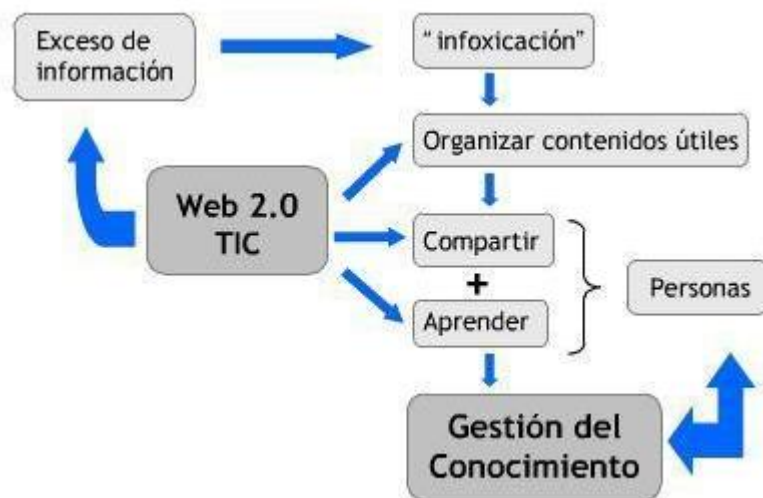 Exceso de
información
“ infoxicación”
Organizar contenidos útiles
Web 2.0
TIC
Compartir
+
Aprender
Personas
Gestión del
Conocimiento